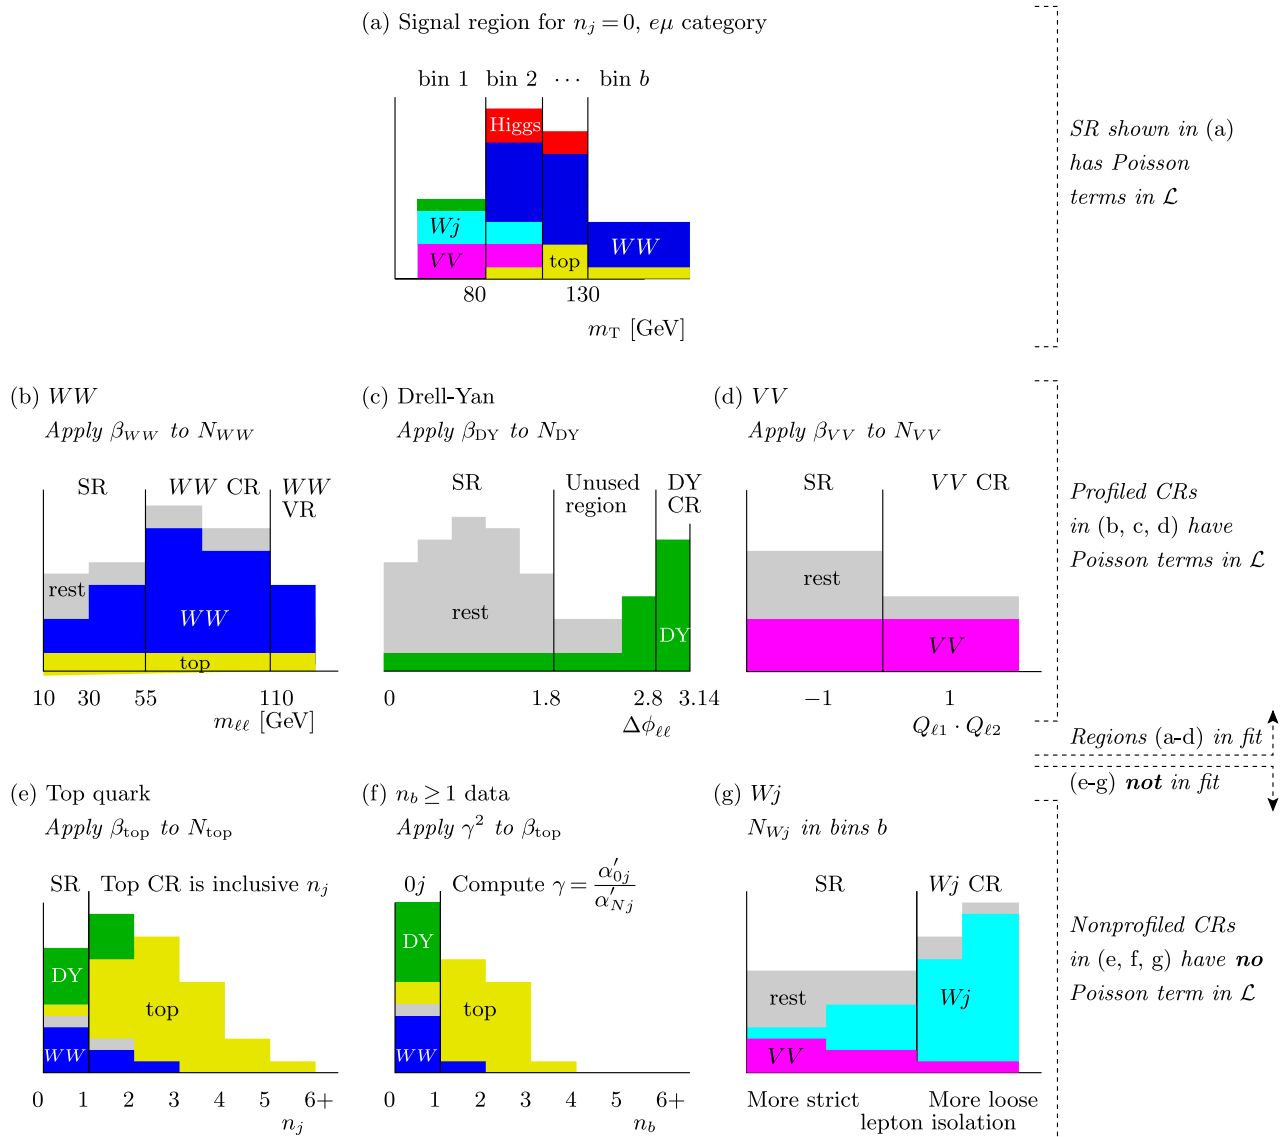 (a) Signal region for n_j = 0, eμ category
bin 1 bin 2 ··· bin b
Higgs
Wj
VV
top
WW
80 130
m_T [GeV]
SR shown in (a)
has Poisson
terms in ℒ
(b) WW
Apply β_WW to N_WW
SR WW CR WW
VR
rest
WW
top
10 30 55 110
m_ℓℓ [GeV]
(c) Drell-Yan
Apply β_DY to N_DY
SR Unused DY
region CR
rest
DY
0 1.8 2.8 3.14
Δϕ_ℓℓ
(d) VV
Apply β_VV to N_VV
SR VV CR
rest
VV
−1 1
Q_ℓ1 · Q_ℓ2
Profiled CRs
in (b, c, d) have
Poisson terms in ℒ
Regions (a-d) in fit
(e-g) not in fit
(e) Top quark
Apply β_top to N_top
SR Top CR is inclusive n_j
DY
top
WW
0 1 2 3 4 5 6+
n_j
(f) n_b ≥ 1 data
Apply γ² to β_top
0j Compute γ = α′_0j / α′_Nj
DY
top
WW
0 1 2 3 4 5 6+
n_b
(g) Wj
N_Wj in bins b
SR Wj CR
rest
Wj
VV
More strict More loose
lepton isolation
Nonprofiled CRs
in (e, f, g) have no
Poisson term in ℒ